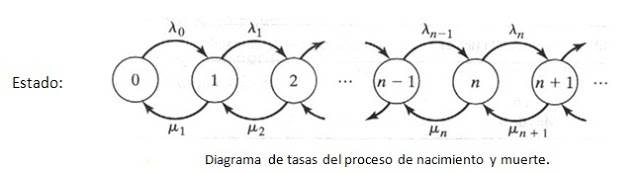 λ₀ λ₁ λₙ₋₁ λₙ
Estado: 0 1 2 ... n − 1 n n + 1 ...
μ₁ μ₂ μₙ μₙ ₊ ₁
Diagrama de tasas del proceso de nacimiento y muerte.